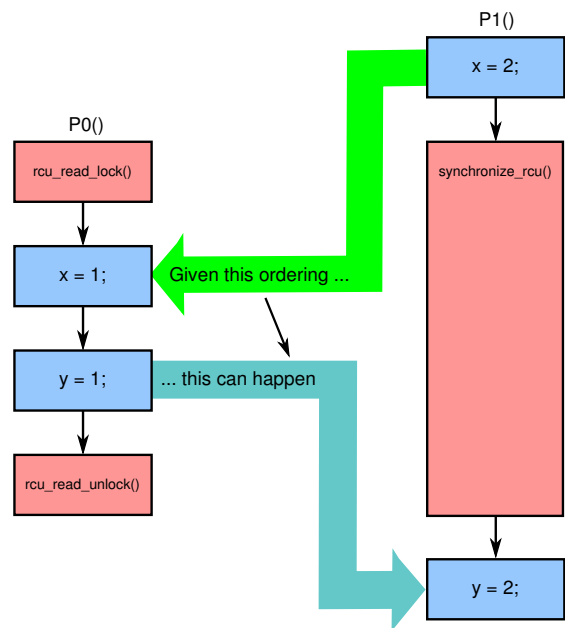 P1()
x = 2;
P0()
rcu_read_lock()
synchronize_rcu()
x = 1;
Given this ordering ...
y = 1;
... this can happen
rcu_read_unlock()
y = 2;